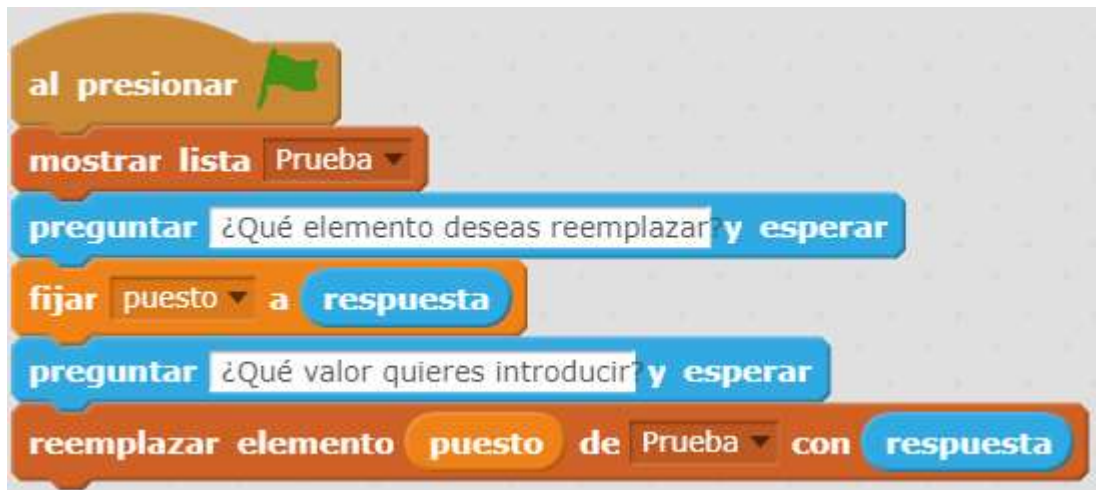 al presionar
mostrar lista Prueba
preguntar ¿Qué elemento deseas reemplazar? y esperar
fijar puesto a respuesta
preguntar ¿Qué valor quieres introducir? y esperar
reemplazar elemento puesto de Prueba con respuesta